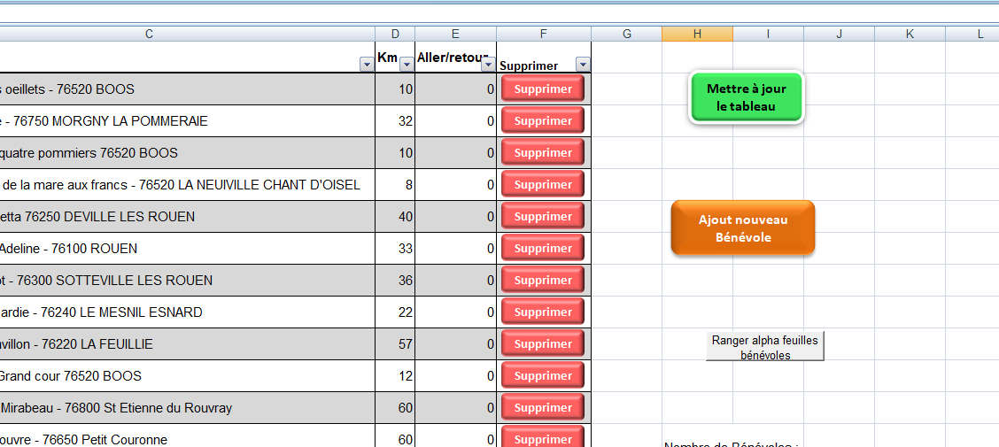 C D E F G H I J K L
Km Aller/retour Supprimer
oeillets - 76520 BOOS 10 0 Supprimer
- 76750 MORGNY LA POMMERAIE 32 0 Supprimer
quatre pommiers 76520 BOOS 10 0 Supprimer
de la mare aux francs - 76520 LA NEUIVILLE CHANT D'OISEL 8 0 Supprimer
etta 76250 DEVILLE LES ROUEN 40 0 Supprimer
Adeline - 76100 ROUEN 33 0 Supprimer
ot - 76300 SOTTEVILLE LES ROUEN 36 0 Supprimer
ardie - 76240 LE MESNIL ESNARD 22 0 Supprimer
villon - 76220 LA FEUILLIE 57 0 Supprimer
Grand cour 76520 BOOS 12 0 Supprimer
Mirabeau - 76800 St Etienne du Rouvray 60 0 Supprimer
ouvre - 76650 Petit Couronne 60 0 Supprimer
Mettre à jour
le tableau
Ajout nouveau
Bénévole
Ranger alpha feuilles
bénévoles
Nombre de Bénévoles :